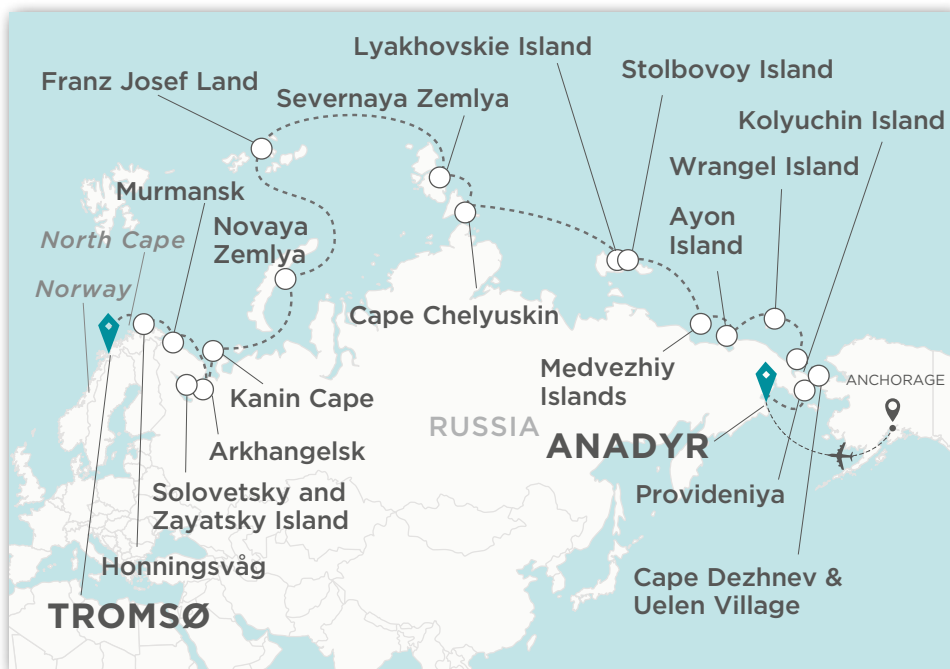 Lyakhovskie Island
Stolbovoy Island
Franz Josef Land
Severnaya Zemlya
Kolyuchin Island
Wrangel Island
Murmansk
Ayon
Island
Novaya
Zemlya
North Cape
Norway
Cape Chelyuskin
Medvezhiy
Islands
ANCHORAGE
Kanin Cape
RUSSIA
ANADYR
Arkhangelsk
Solovetsky and
Zayatsky Island
Provideniya
Honningsvåg
Cape Dezhnev &
Uelen Village
TROMSØ